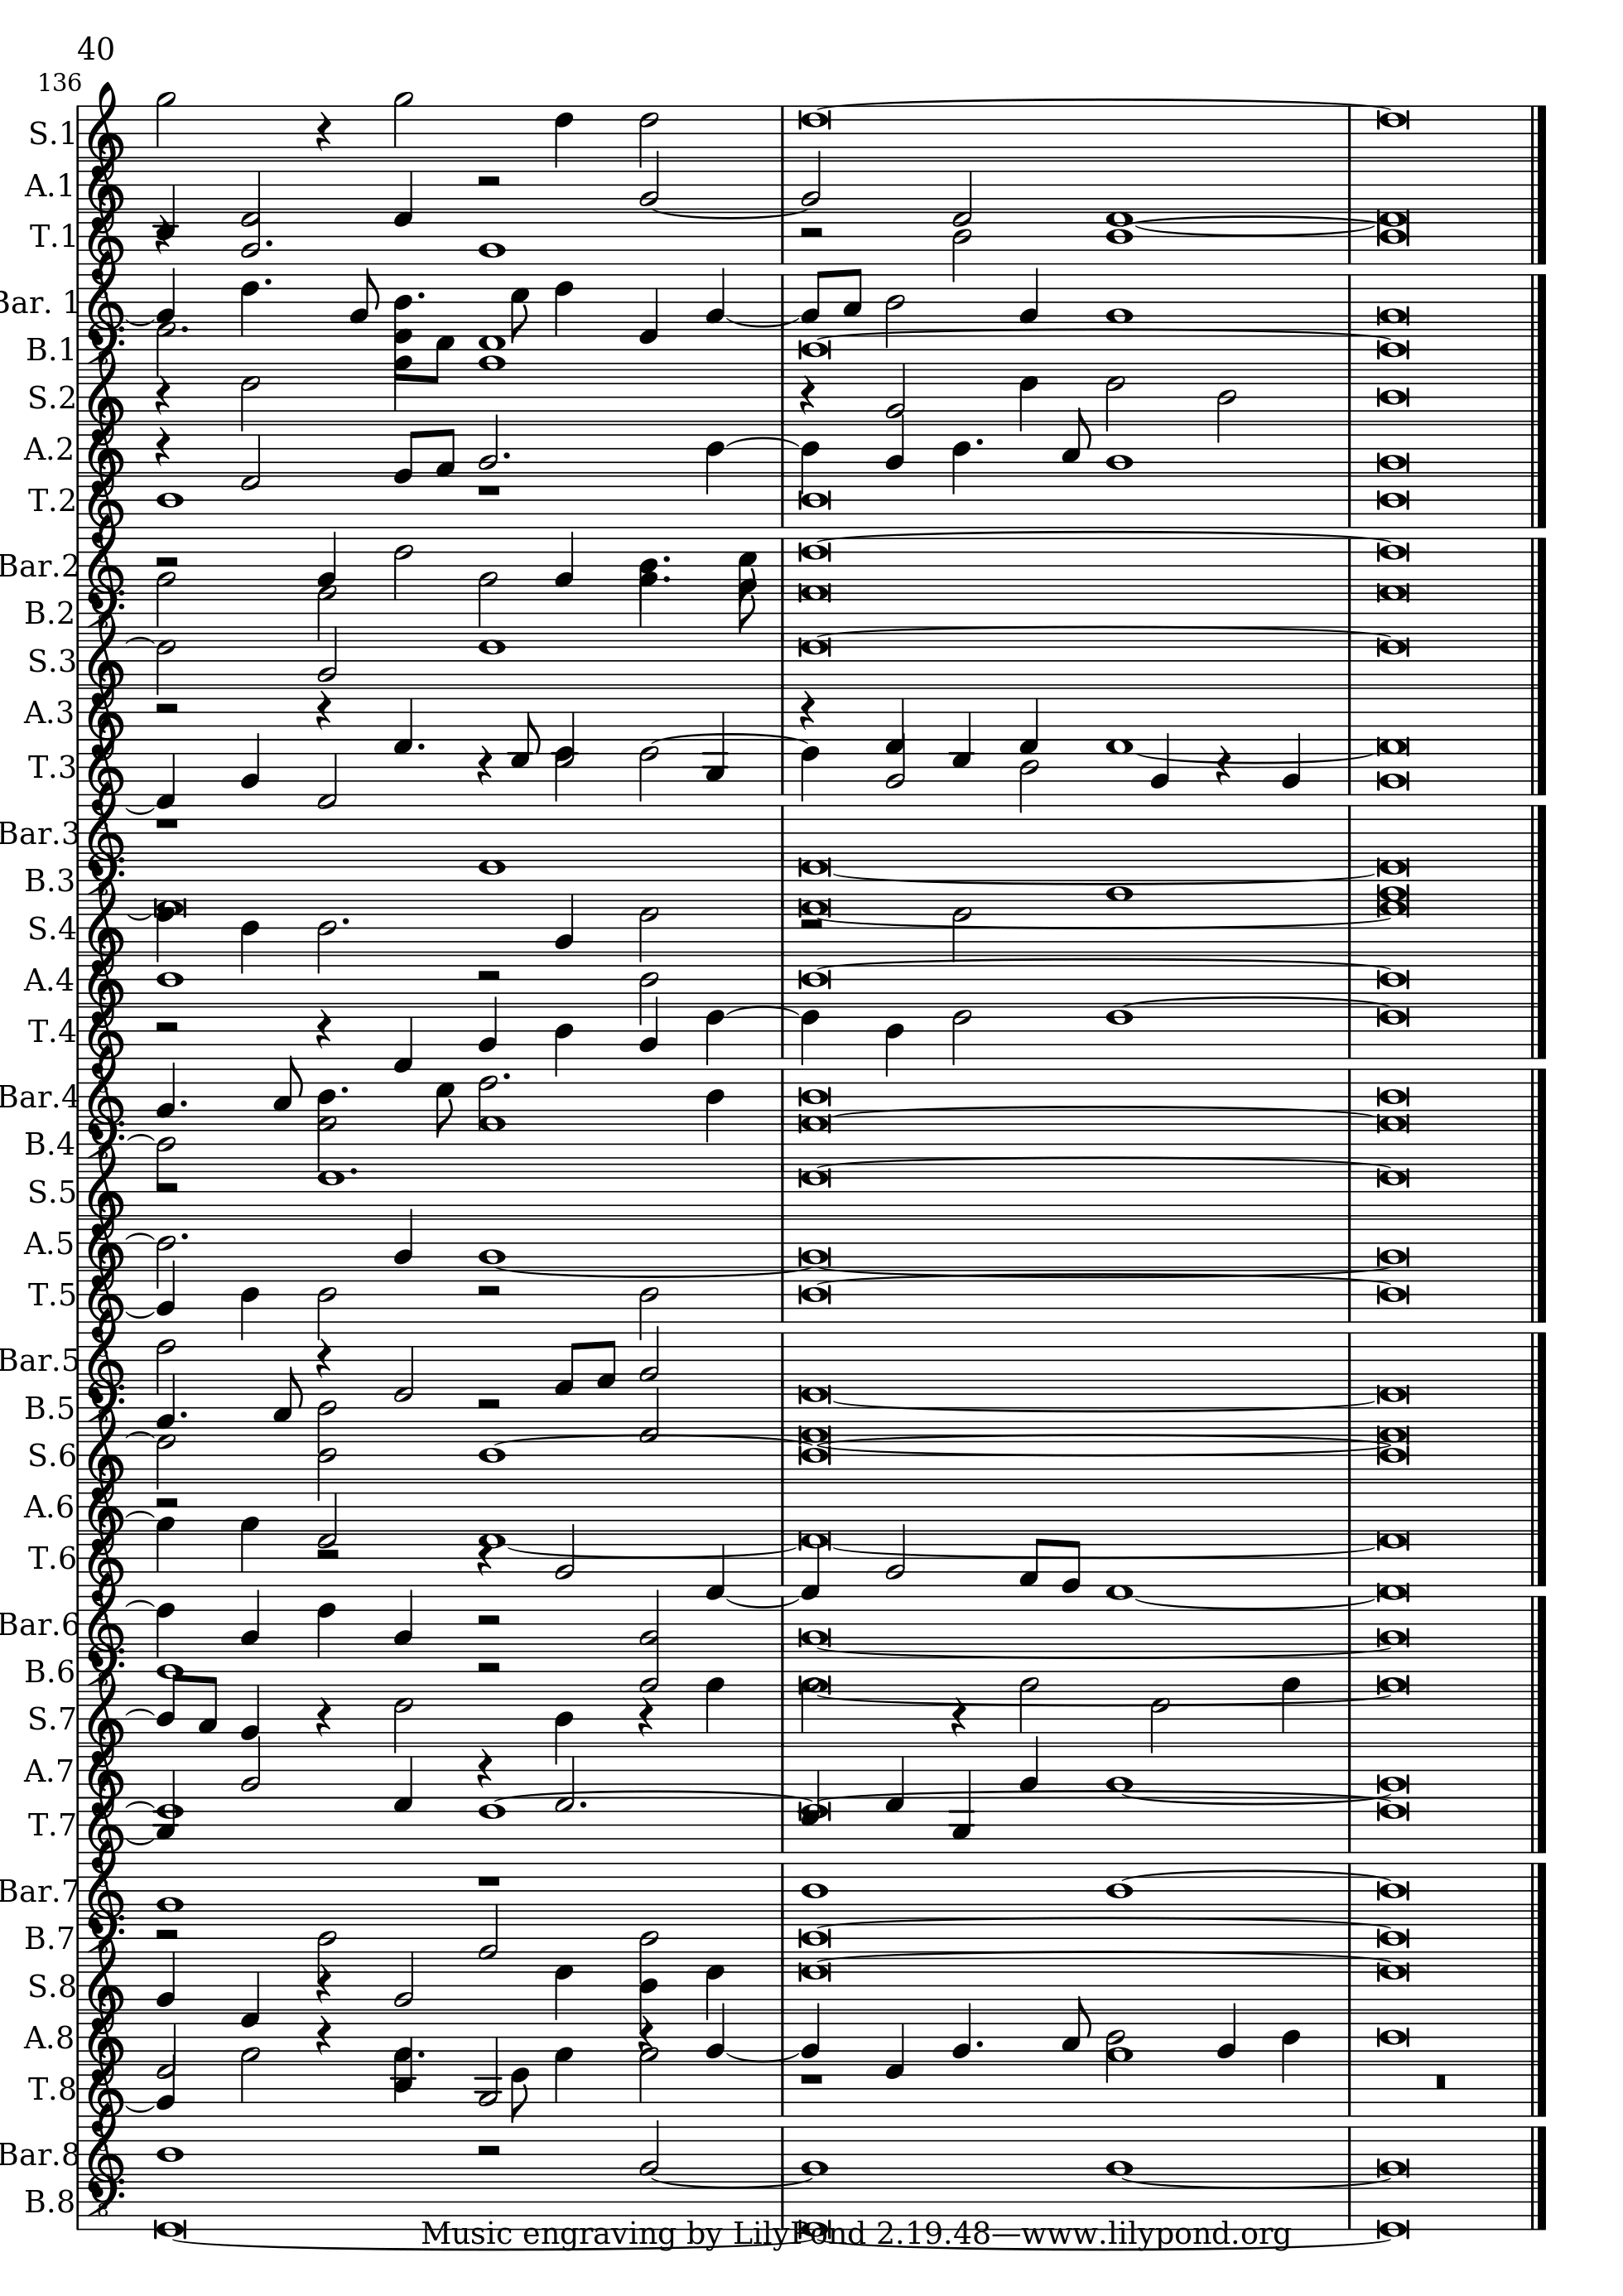 40
136
S.1
A.1
T.1
Bar. 1
B.1
S.2
A.2
T.2
Bar.2
B.2
S.3
A.3
T.3
Bar.3
B.3
S.4
A.4
T.4
Bar.4
B.4
S.5
A.5
T.5
Bar.5
B.5
S.6
A.6
T.6
Bar.6
B.6
S.7
A.7
T.7
Bar.7
B.7
S.8
A.8
T.8
Bar.8
B.8
8
Music engraving by LilyPond 2.19.48—www.lilypond.org